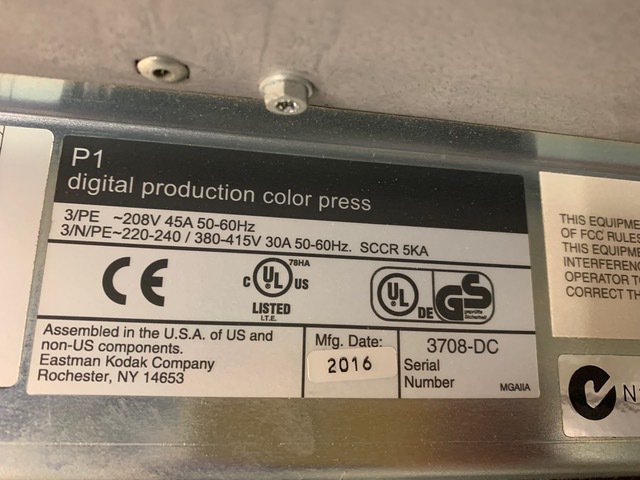 P1
digital production color press
3/PE ~208V 45A 50-60Hz
3/N/PE~220-240 / 380-415V 30A 50-60Hz. SCCR 5KA
CE
C UL US
78HA
LISTED
I.T.E.
UL
DE
GS
geprüfte
Sicherheit
Assembled in the U.S.A. of US and
non-US components.
Eastman Kodak Company
Rochester, NY 14653
Mfg. Date:
2016
3708-DC
Serial
Number
MGAIIA
THIS EQUIPME
OF FCC RULES
THIS EQUIPME
INTERFERENC
OPERATOR TO
CORRECT TH
N